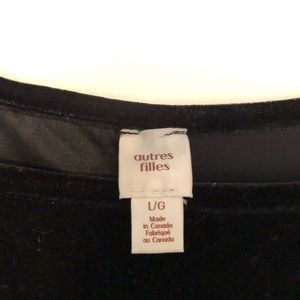 autres
filles
L/G
Made
in Canada
Fabriqué
au Canada